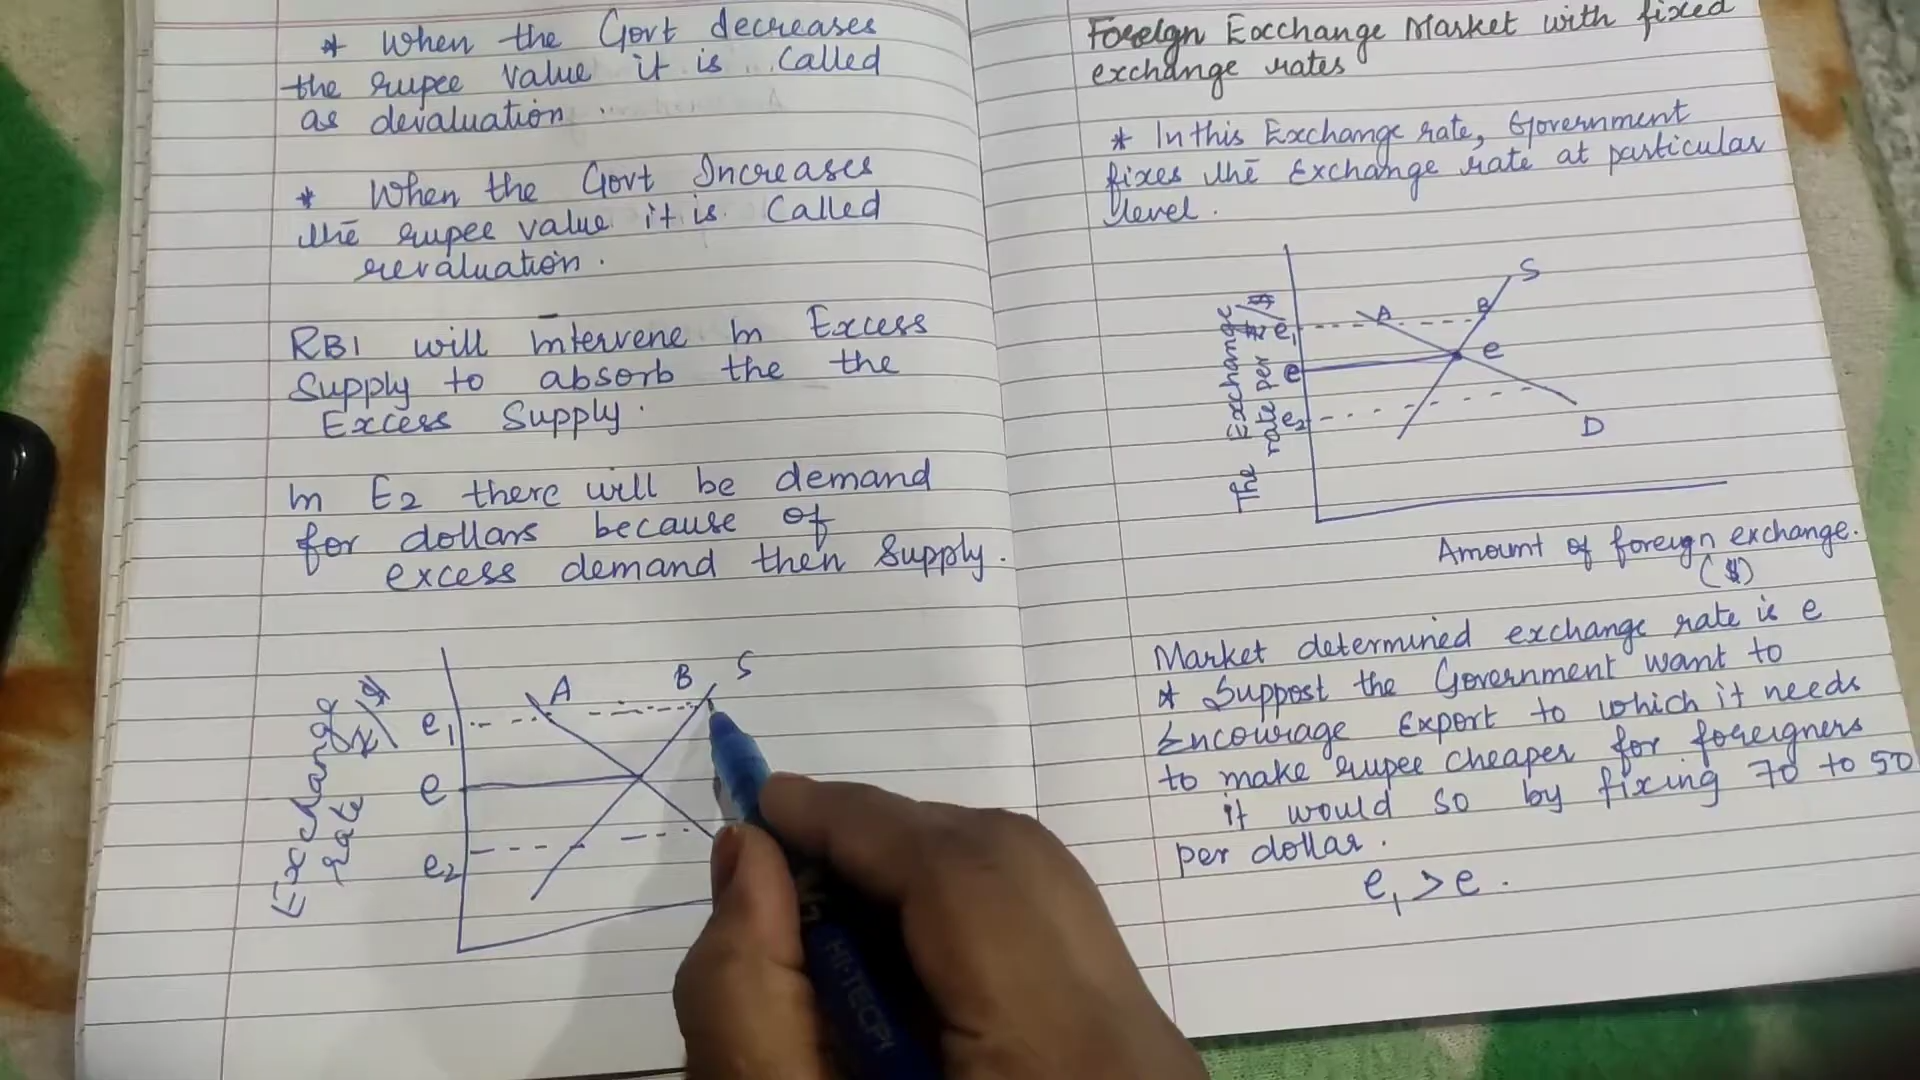 * When the Govt decreases
the rupee value it is called
as devaluation
* When the Govt Increases
the rupee value it is called
revaluation.
RBI will intervene in Excess
Supply to absorb the the
Excess Supply.
In E2 there will be demand
for dollars because of
excess demand then Supply.
Exchange
rate
₹/$
A
B
S
e1
e
e2
Foreign Exchange Market with fixed
exchange rates
* In this Exchange rate, Government
fixes the Exchange rate at particular
level.
The Exchange
rate per
S
A
B
e1
e
e
e2
D
Amount of foreign exchange.
($)
Market determined exchange rate is e
* Suppost the Government want to
Encourage Export to which it needs
to make rupee cheaper for foreigners
it would so by fixing 70 to 50
per dollar.
e1 > e.
HI-TECPOINT